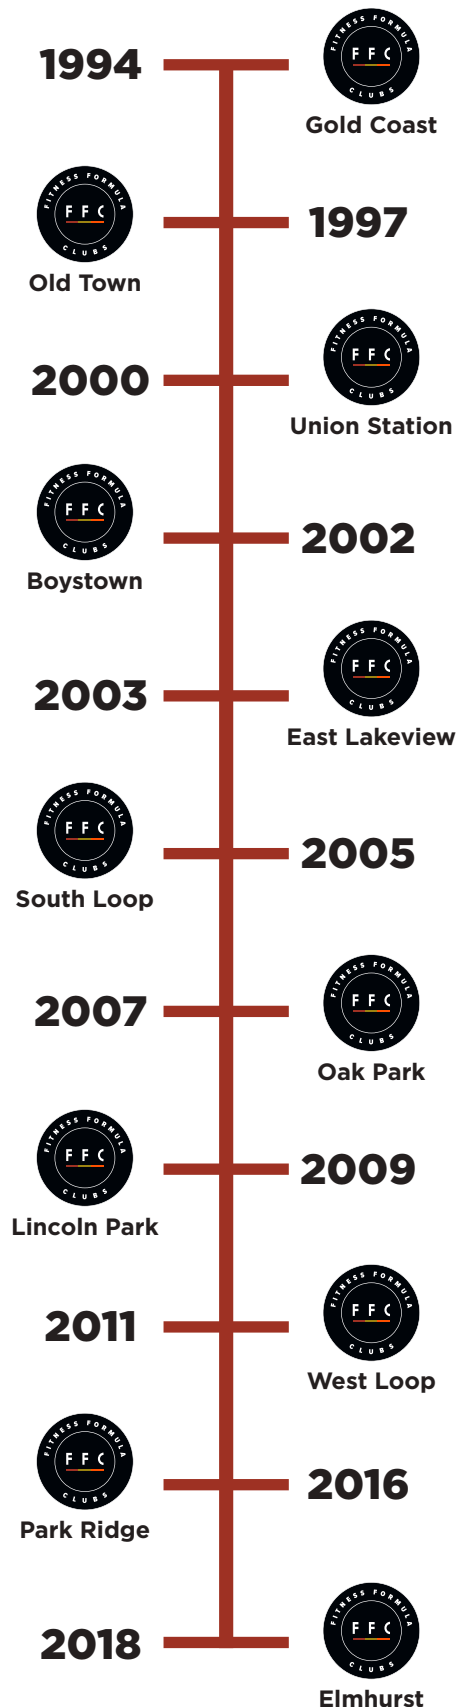 1994
FITNESS FORMULA
FFC
CLUBS
Gold Coast
FITNESS FORMULA
FFC
CLUBS
Old Town
1997
2000
FITNESS FORMULA
FFC
CLUBS
Union Station
FITNESS FORMULA
FFC
CLUBS
Boystown
2002
2003
FITNESS FORMULA
FFC
CLUBS
East Lakeview
FITNESS FORMULA
FFC
CLUBS
South Loop
2005
2007
FITNESS FORMULA
FFC
CLUBS
Oak Park
FITNESS FORMULA
FFC
CLUBS
Lincoln Park
2009
2011
FITNESS FORMULA
FFC
CLUBS
West Loop
FITNESS FORMULA
FFC
CLUBS
Park Ridge
2016
2018
FITNESS FORMULA
FFC
CLUBS
Elmhurst